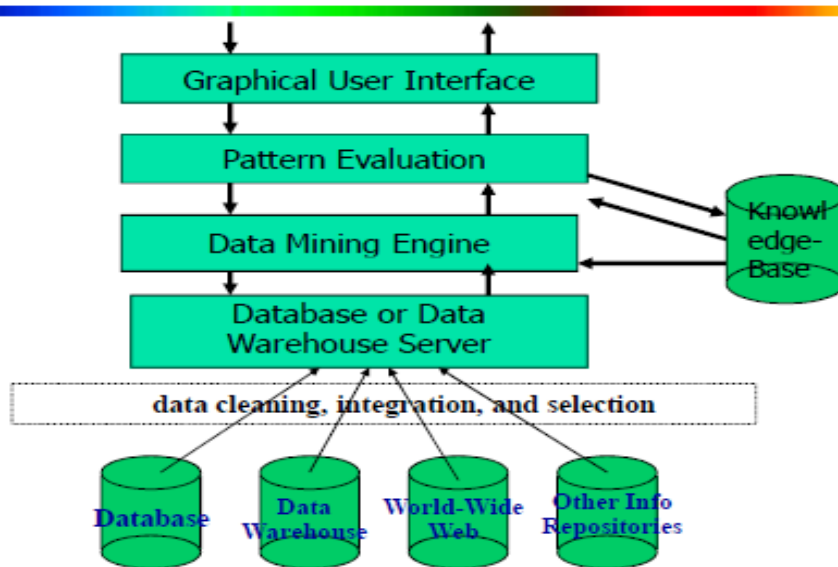 Graphical User Interface
Pattern Evaluation
Data Mining Engine
Database or Data
Warehouse Server
Knowl
edge-
Base
data cleaning, integration, and selection
Database
Data
Warehouse
World-Wide
Web
Other Info
Repositories